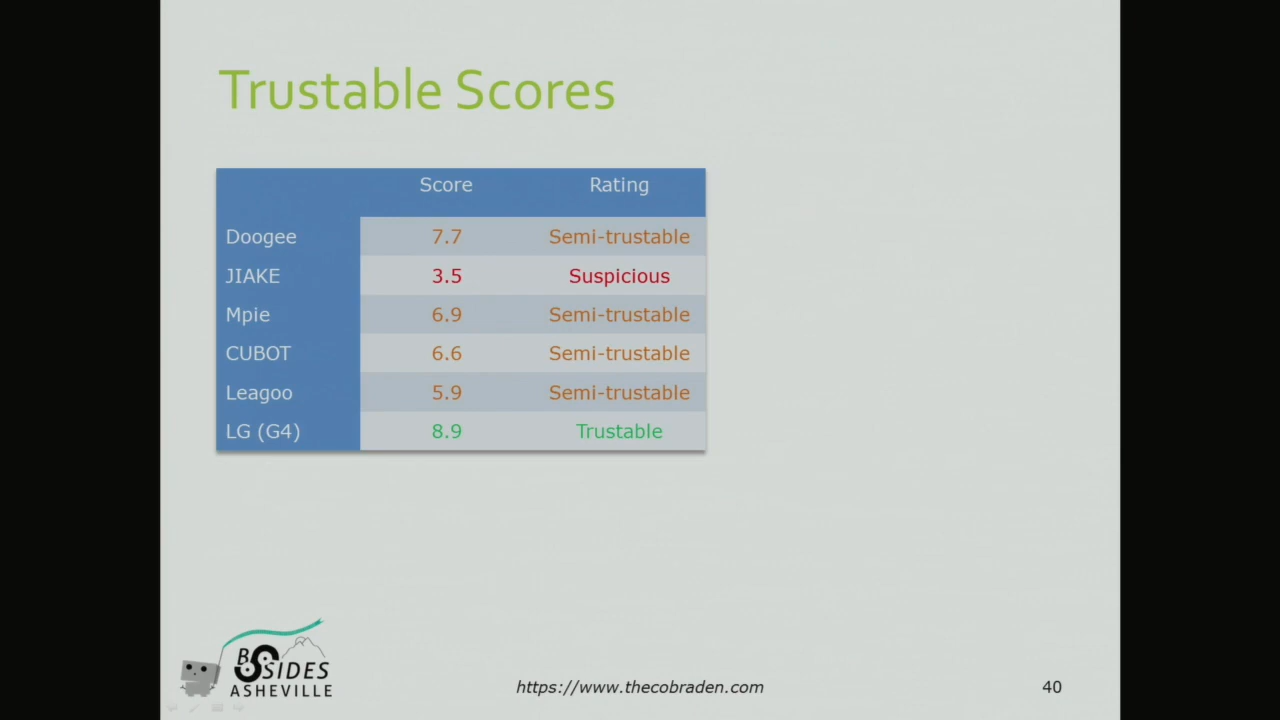 Trustable Scores
Score Rating
Doogee 7.7 Semi-trustable
JIAKE 3.5 Suspicious
Mpie 6.9 Semi-trustable
CUBOT 6.6 Semi-trustable
Leagoo 5.9 Semi-trustable
LG (G4) 8.9 Trustable
BSIDES
ASHEVILLE
https://www.thecobraden.com
40